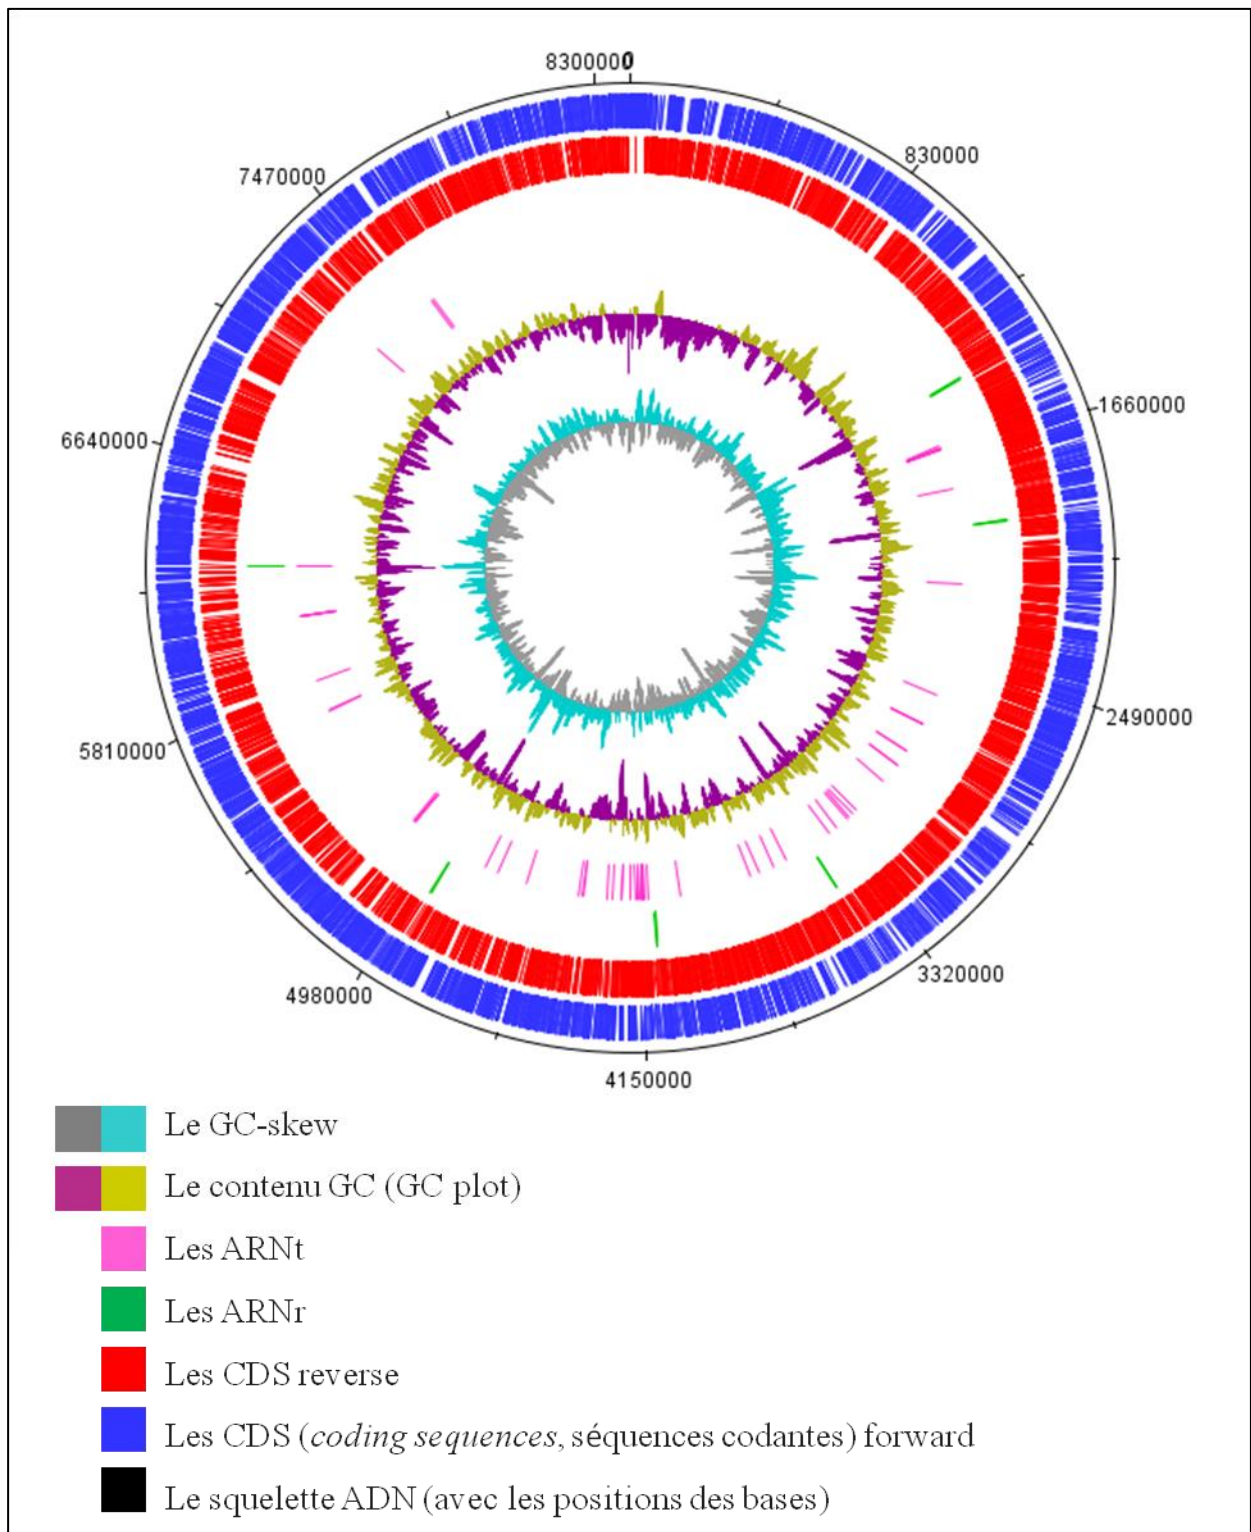 8300000
0
830000
7470000
1660000
6640000
2490000
5810000
3320000
4980000
4150000
Le GC-skew
Le contenu GC (GC plot)
Les ARNt
Les ARNr
Les CDS reverse
Les CDS (coding sequences, séquences codantes) forward
Le squelette ADN (avec les positions des bases)